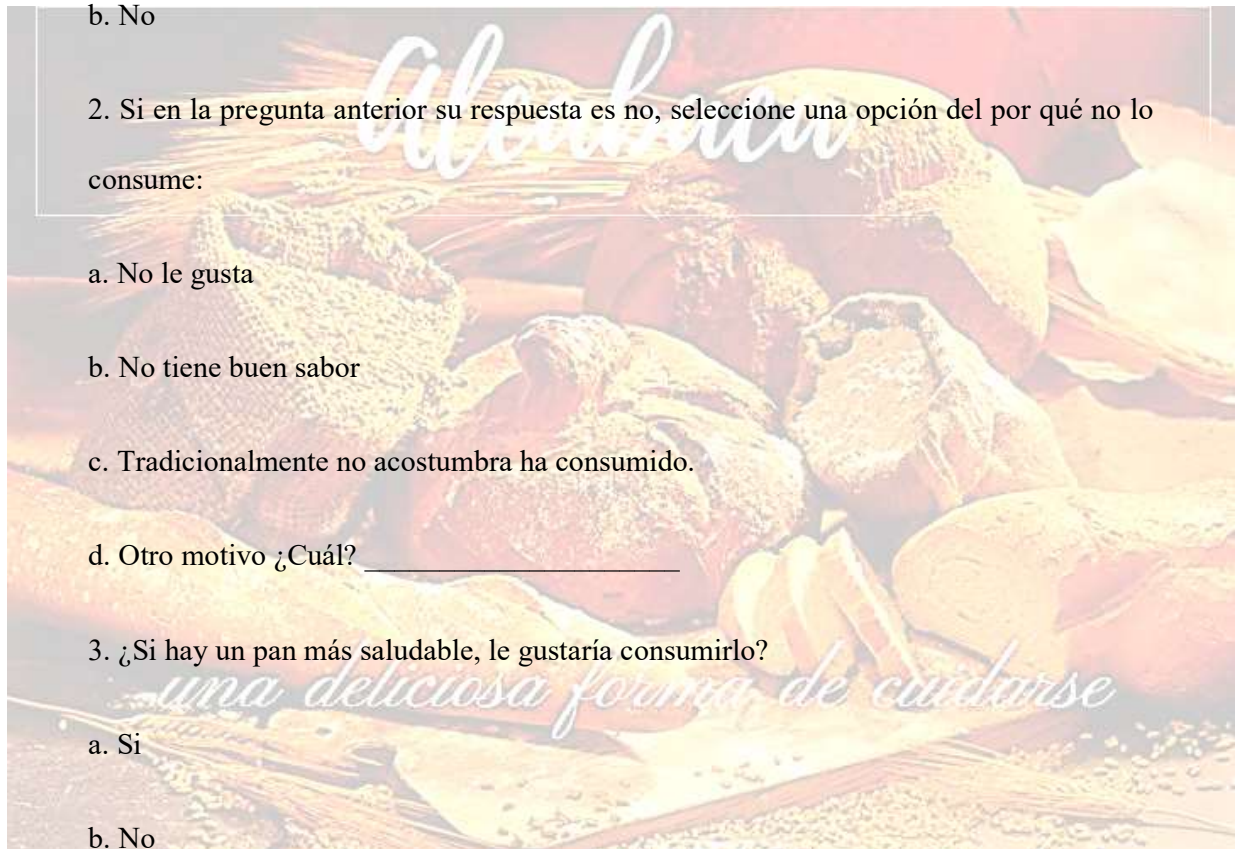 b. No
Alcabaca
2. Si en la pregunta anterior su respuesta es no, seleccione una opción del por qué no lo
consume:
a. No le gusta
b. No tiene buen sabor
c. Tradicionalmente no acostumbra ha consumido.
d. Otro motivo ¿Cuál? ______________________
3. ¿Si hay un pan más saludable, le gustaría consumirlo?
una deliciosa forma de cuidarse
a. Si
b. No